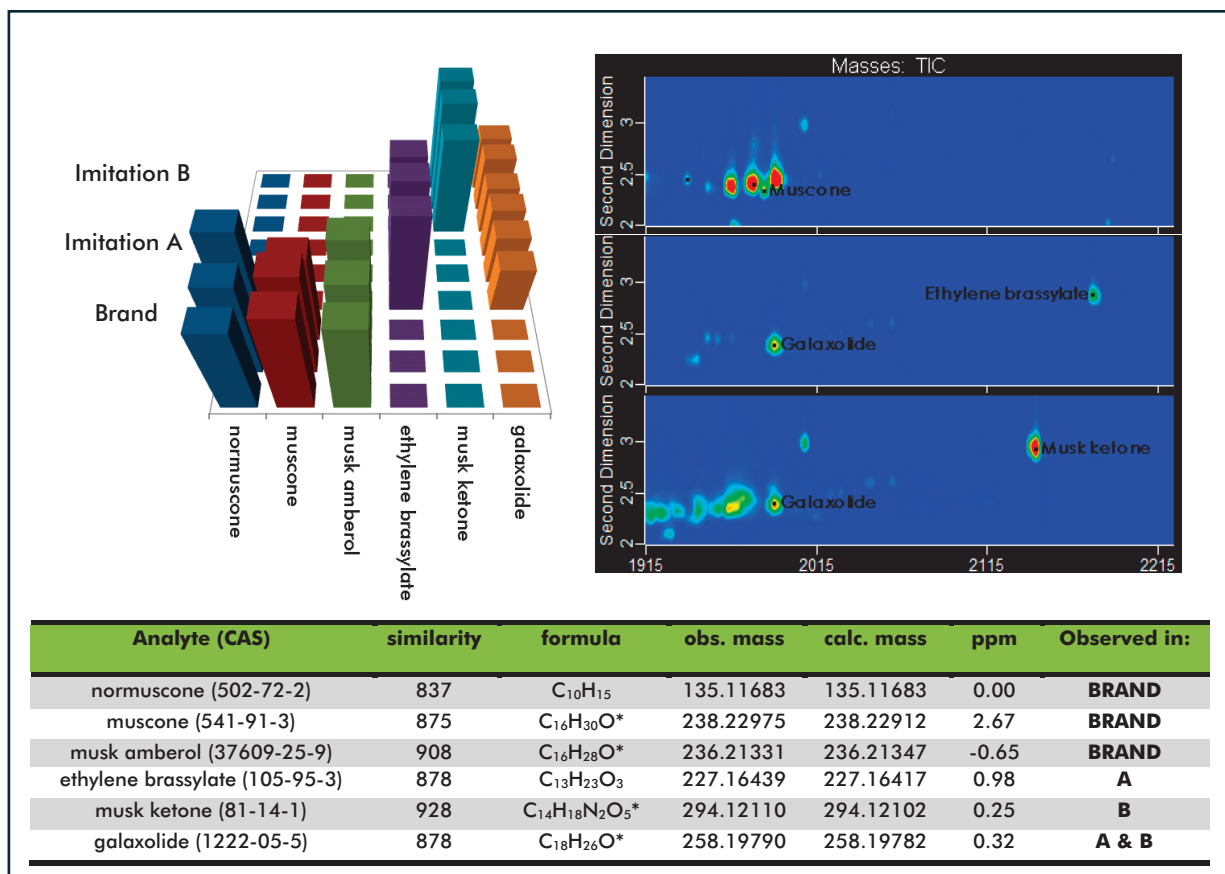 Imitation B
Imitation A
Brand
normuscone
muscone
musk amberol
ethylene brassylate
musk ketone
galaxolide
Masses: TIC
Second Dimension
3
2.5
2
Muscone
Second Dimension
3
2.5
2
Ethylene brassylate
Galaxolide
Second Dimension
3
2.5
2
Musk ketone
Galaxolide
1915 2015 2115 2215
Analyte (CAS) similarity formula obs. mass calc. mass ppm Observed in:
normuscone (502-72-2) 837 C₁₀H₁₅ 135.11683 135.11683 0.00 BRAND
muscone (541-91-3) 875 C₁₆H₃₀O* 238.22975 238.22912 2.67 BRAND
musk amberol (37609-25-9) 908 C₁₆H₂₈O* 236.21331 236.21347 -0.65 BRAND
ethylene brassylate (105-95-3) 878 C₁₃H₂₃O₃ 227.16439 227.16417 0.98 A
musk ketone (81-14-1) 928 C₁₄H₁₈N₂O₅* 294.12110 294.12102 0.25 B
galaxolide (1222-05-5) 878 C₁₈H₂₆O* 258.19790 258.19782 0.32 A & B